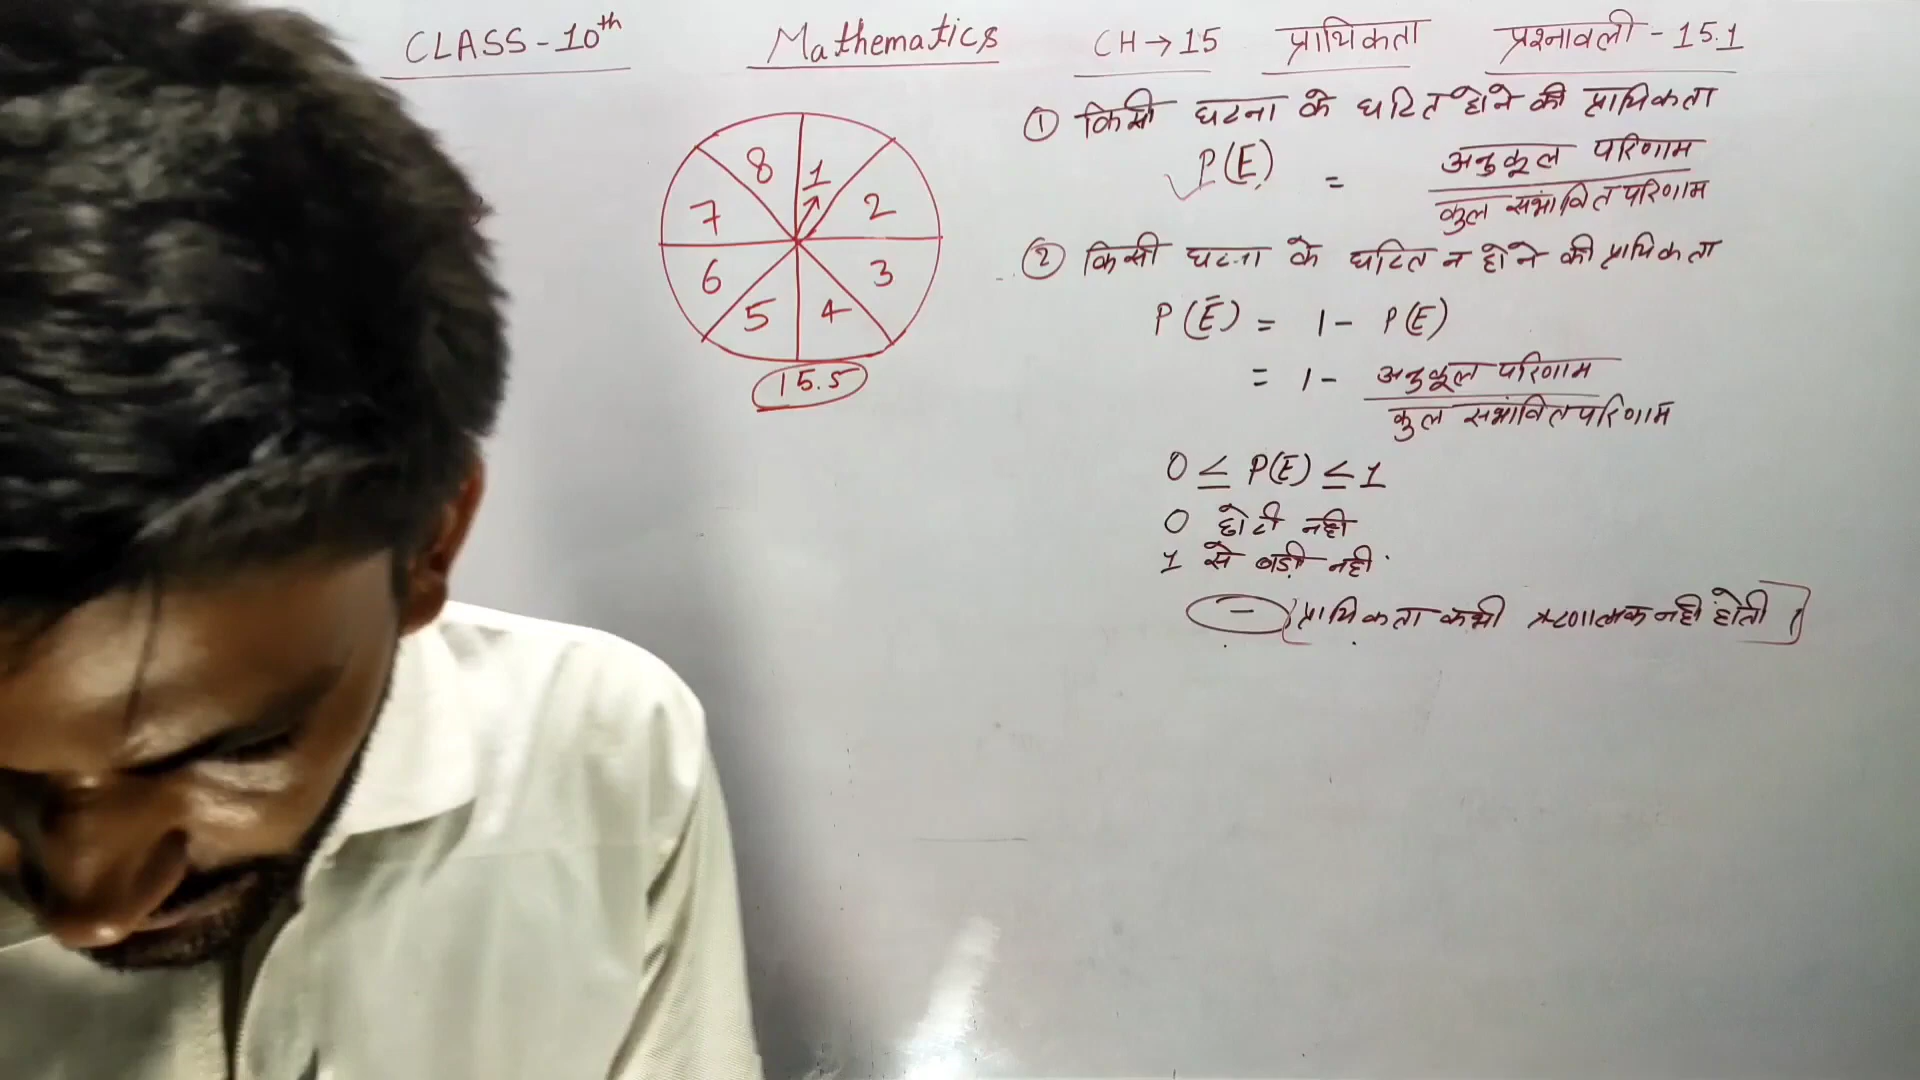 CLASS - 10th Mathematics CH → 15 प्रायिकता प्रश्नावली - 15.1
① किसी घटना के घटित होने की प्रायिकता
P(E) = अनुकूल परिणाम
कुल संभावित परिणाम
② किसी घटना के घटित न होने की प्रायिकता
P(Ē) = 1 - P(E)
= 1 - अनुकूल परिणाम
कुल सभांवित परिणाम
0 ≤ P(E) ≤ 1
0 छोटी नही
1 से बड़ी नही
- प्रायिकता कभी ऋणात्मक नही होती ।
8 1
7 2
6 3
5 4
15.5